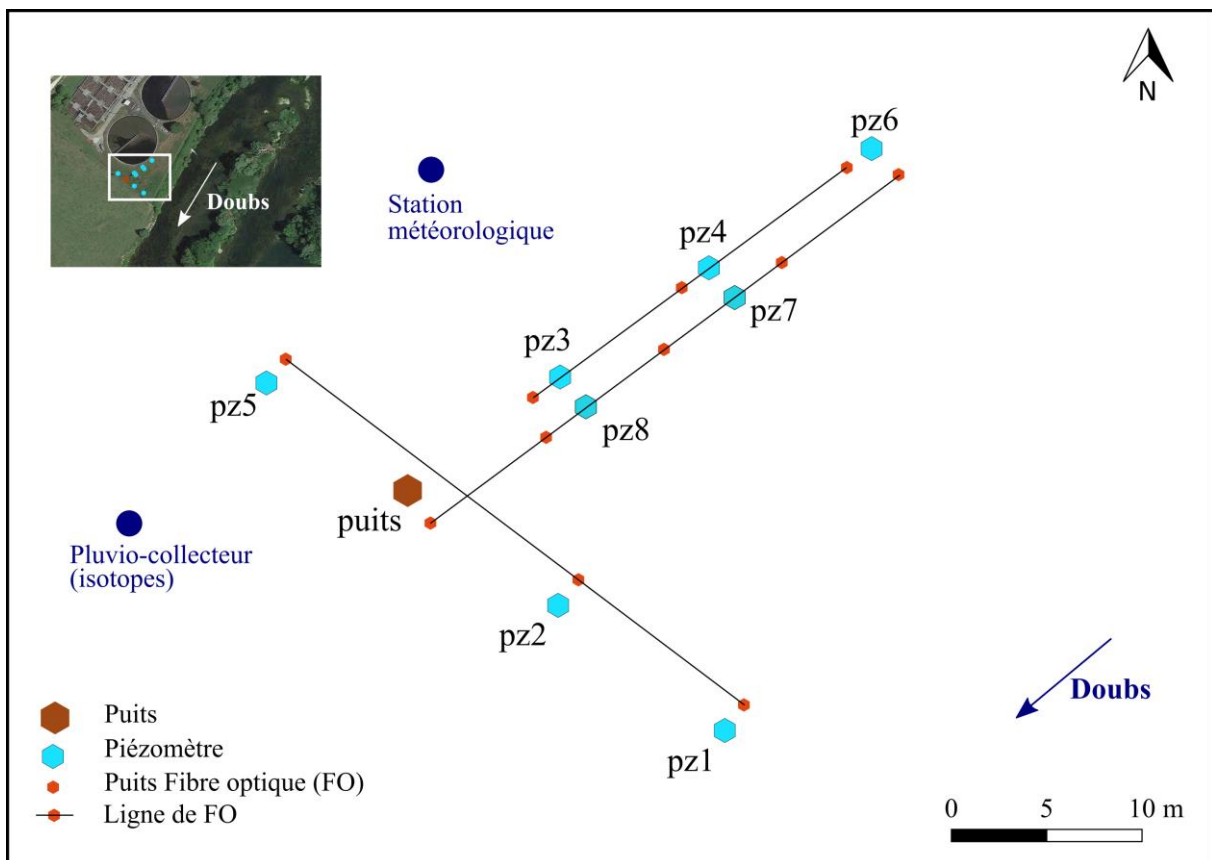 N
pz6
Doubs
Station
météorologique
pz4
pz7
pz3
pz5
pz8
puits
Pluvio-collecteur
(isotopes)
pz2
Doubs
pz1
Puits
Piézomètre
Puits Fibre optique (FO)
Ligne de FO
0 5 10 m